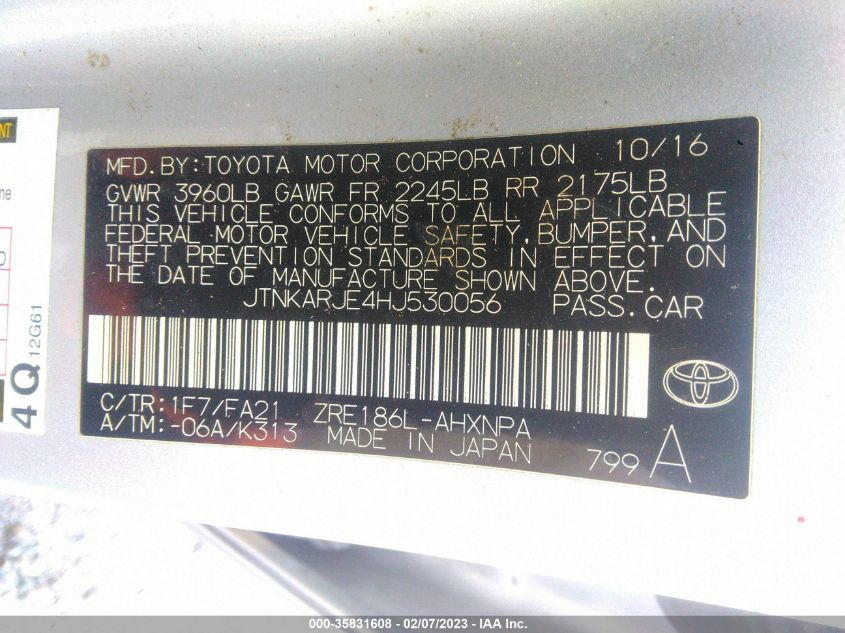 MFD.BY:TOYOTA MOTOR CORPORATION 10/16
GVWR 3960LB GAWR FR 2245LB RR 2175LB
THIS VEHICLE CONFORMS TO ALL APPLICABLE
FEDERAL MOTOR VEHICLE SAFETY,BUMPER,AND
THEFT PREVENTION STANDARDS IN EFFECT ON
THE DATE OF MANUFACTURE SHOWN ABOVE.
JTNKARJE4HJ530056 PASS.CAR
C/TR:1F7/FA21 ZRE186L-AHXNPA
A/TM:-06A/K313 MADE IN JAPAN 799 A
4Q 12G61
000-35831608 - 02/07/2023 - IAA Inc.